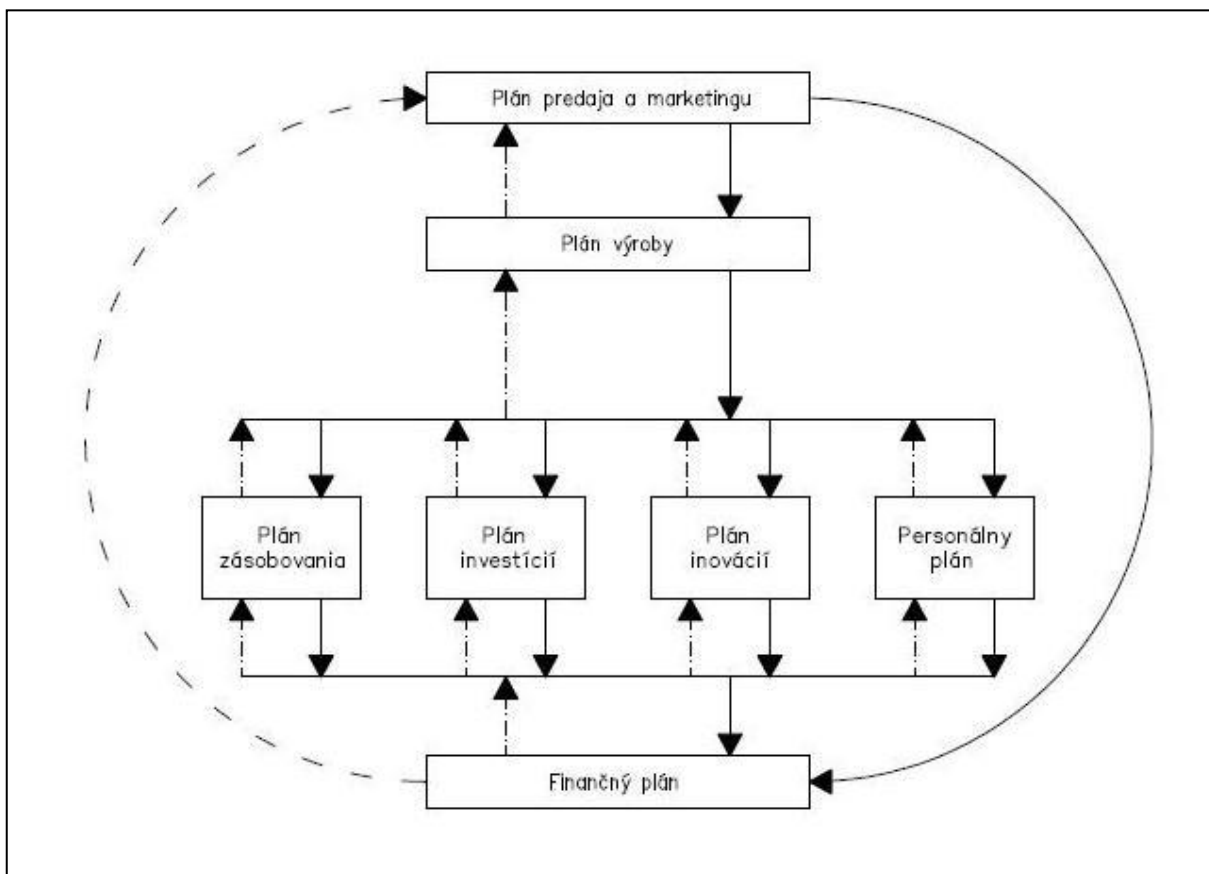 Plán predaja a marketingu
Plán výroby
Plán
zásobovania
Plán
investícií
Plán
inovácií
Personálny
plán
Finančný plán